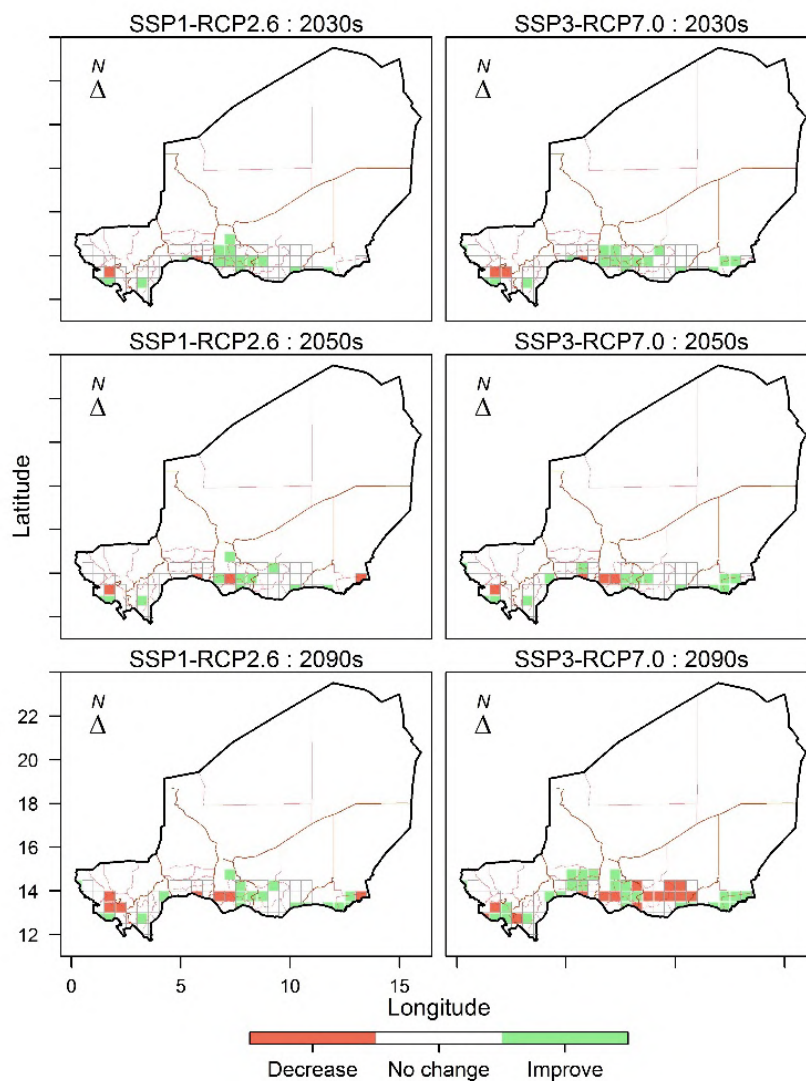 SSP1-RCP2.6 : 2030s
SSP3-RCP7.0 : 2030s
N
Δ
N
Δ
SSP1-RCP2.6 : 2050s
SSP3-RCP7.0 : 2050s
N
Δ
N
Δ
Latitude
SSP1-RCP2.6 : 2090s
SSP3-RCP7.0 : 2090s
N
Δ
N
Δ
22
20
18
16
14
12
0 5 10 15
Longitude
Decrease No change Improve